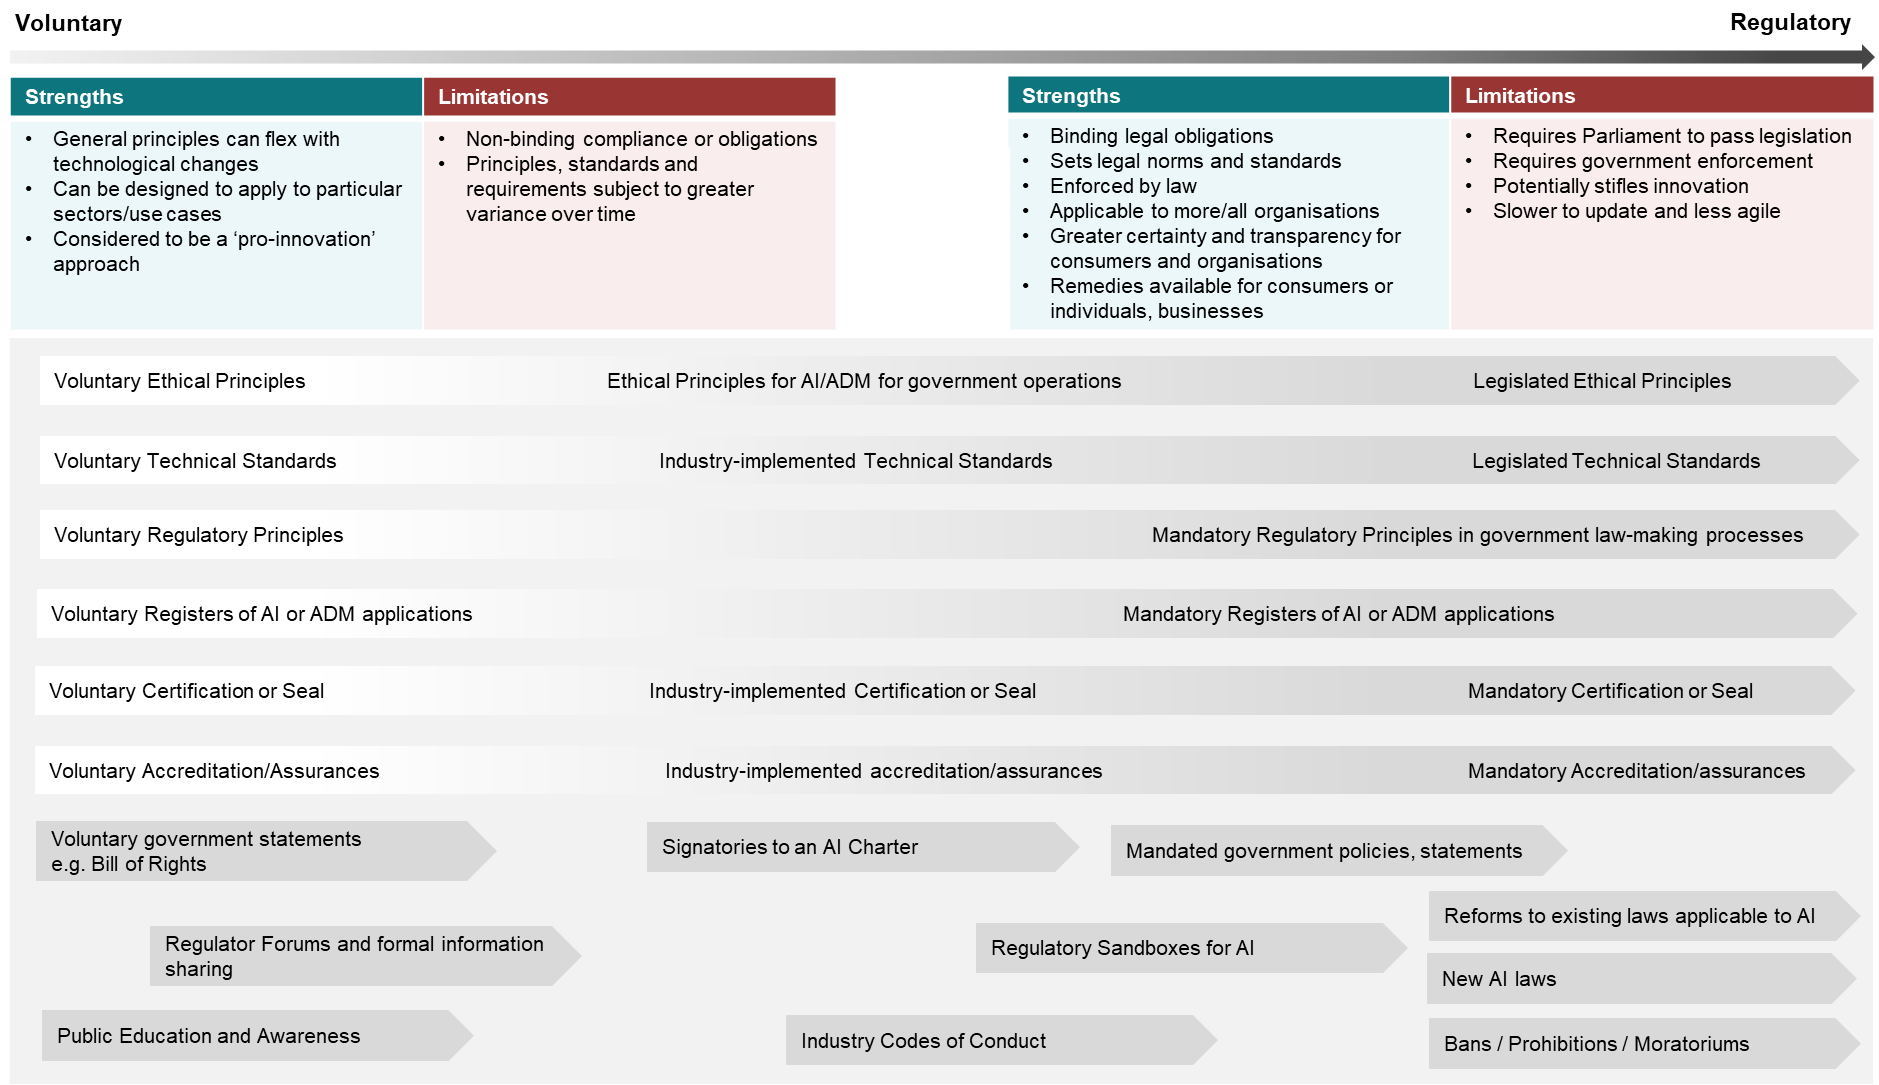 Voluntary
Regulatory
Strengths
Limitations
• General principles can flex with
technological changes
• Can be designed to apply to particular
sectors/use cases
• Considered to be a ‘pro-innovation’
approach
• Non-binding compliance or obligations
• Principles, standards and
requirements subject to greater
variance over time
Strengths
Limitations
• Binding legal obligations
• Sets legal norms and standards
• Enforced by law
• Applicable to more/all organisations
• Greater certainty and transparency for
consumers and organisations
• Remedies available for consumers or
individuals, businesses
• Requires Parliament to pass legislation
• Requires government enforcement
• Potentially stifles innovation
• Slower to update and less agile
Voluntary Ethical Principles
Ethical Principles for AI/ADM for government operations
Legislated Ethical Principles
Voluntary Technical Standards
Industry-implemented Technical Standards
Legislated Technical Standards
Voluntary Regulatory Principles
Mandatory Regulatory Principles in government law-making processes
Voluntary Registers of AI or ADM applications
Mandatory Registers of AI or ADM applications
Voluntary Certification or Seal
Industry-implemented Certification or Seal
Mandatory Certification or Seal
Voluntary Accreditation/Assurances
Industry-implemented accreditation/assurances
Mandatory Accreditation/assurances
Voluntary government statements
e.g. Bill of Rights
Signatories to an AI Charter
Mandated government policies, statements
Reforms to existing laws applicable to AI
Regulator Forums and formal information
sharing
Regulatory Sandboxes for AI
New AI laws
Public Education and Awareness
Industry Codes of Conduct
Bans / Prohibitions / Moratoriums